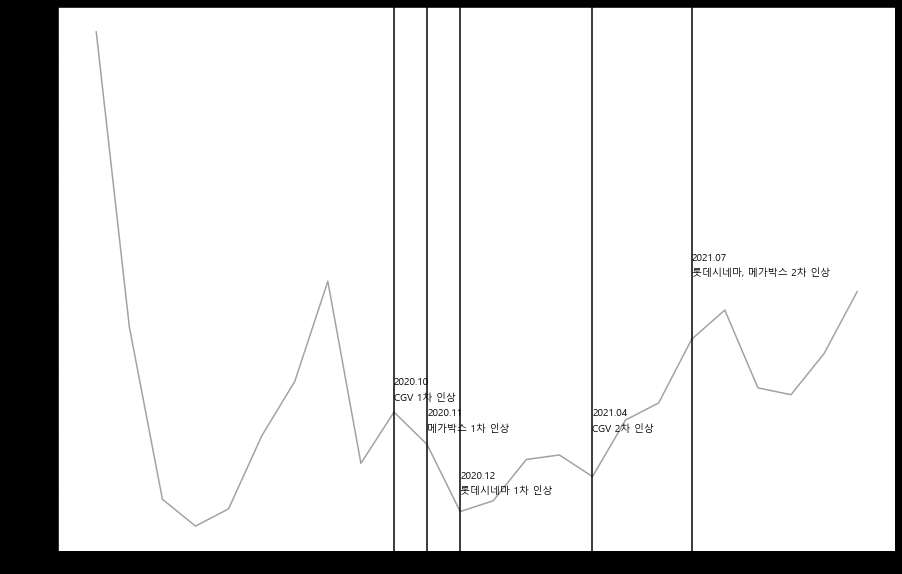 2021.07
롯데시네마, 메가박스 2차 인상
2020.10
CGV 1차 인상
2020.11
메가박스 1차 인상
2021.04
CGV 2차 인상
2020.12
롯데시네마 1차 인상